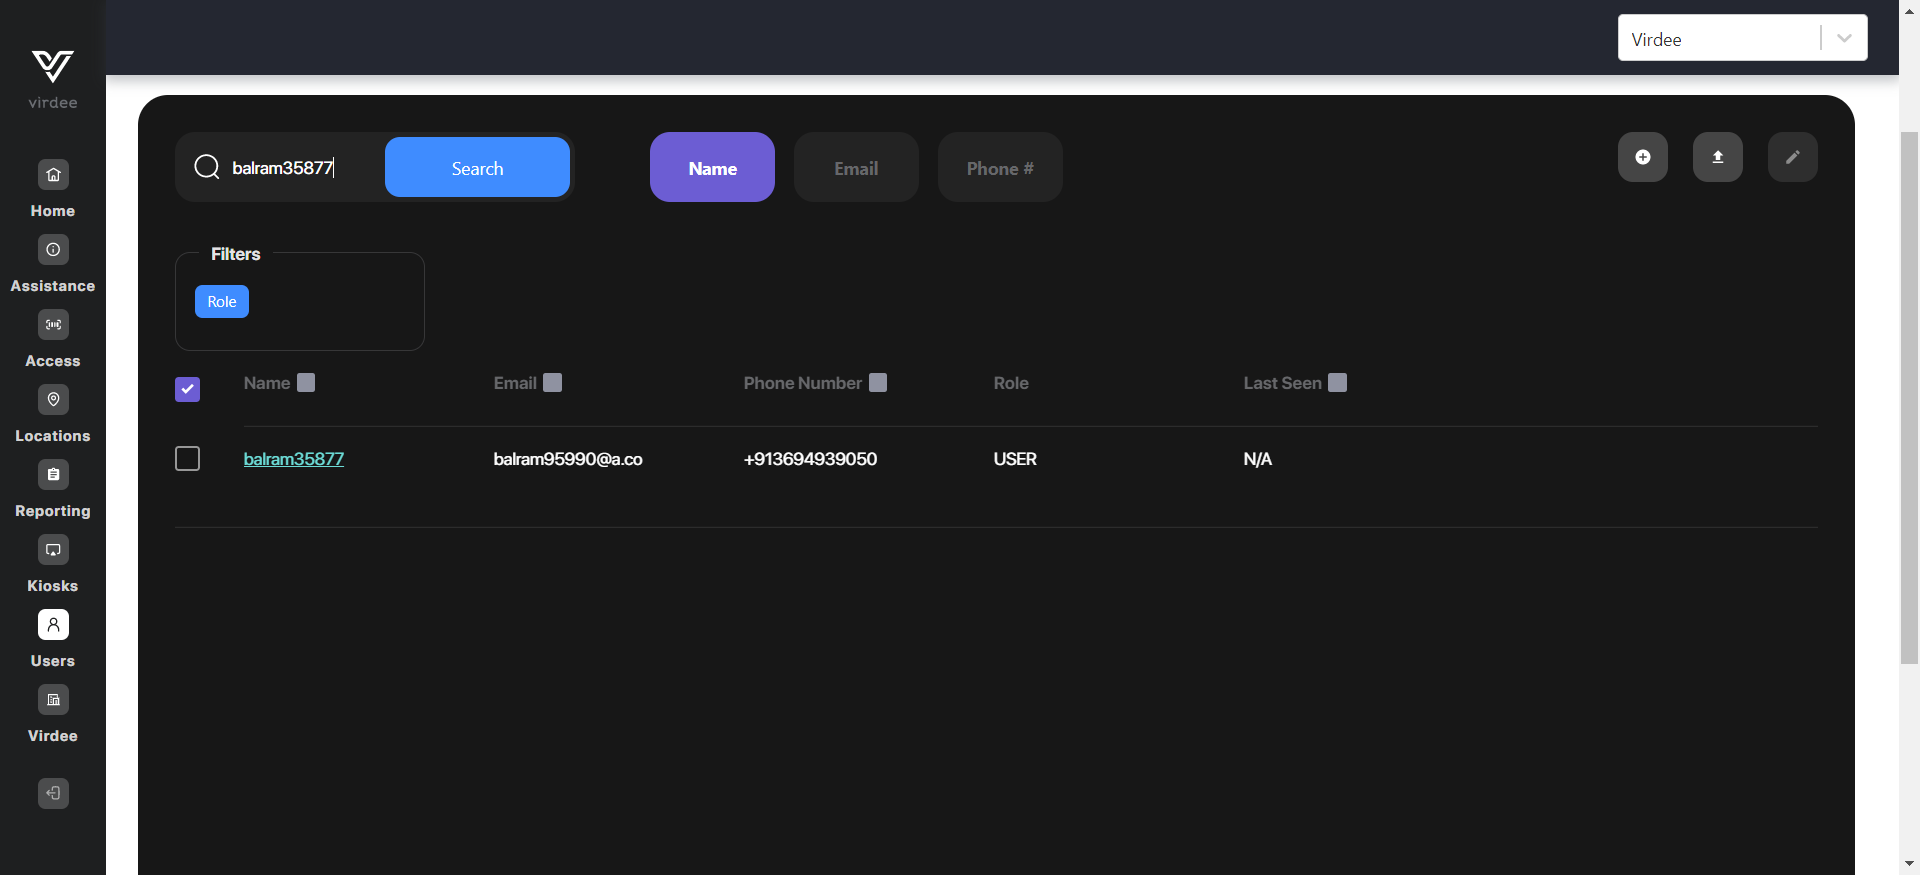 virdee
Home
Assistance
Access
Locations
Reporting
Kiosks
Users
Virdee
Virdee
balram35877 Search Name Email Phone #
Filters
Role
Name Email Phone Number Role Last Seen
balram35877 balram95990@a.co +913694939050 USER N/A